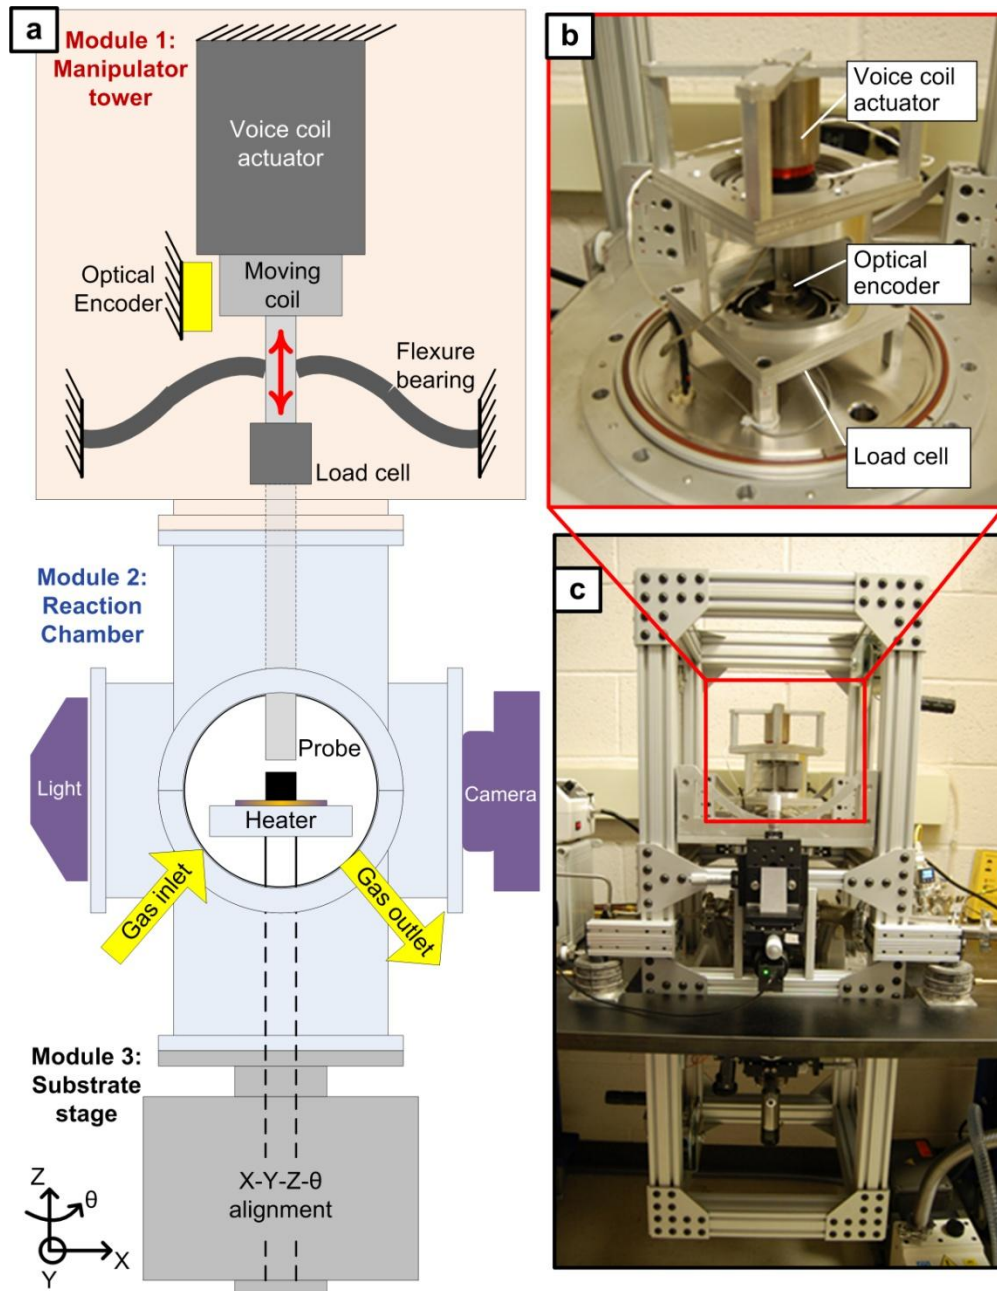 a
Module 1:
Manipulator
tower
Voice coil
actuator
Optical
Encoder
Moving
coil
Flexure
bearing
Load cell
Module 2:
Reaction
Chamber
Light
Probe
Heater
Camera
Gas inlet
Gas outlet
Module 3:
Substrate
stage
X-Y-Z-θ
alignment
Z
θ
X
Y
b
Voice coil
actuator
Optical
encoder
Load cell
c